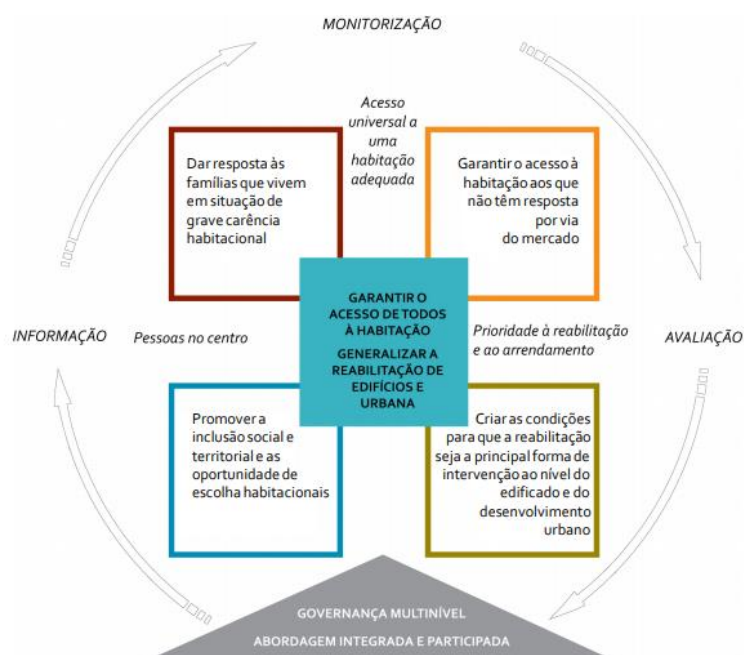 MONITORIZAÇÃO
Acesso
universal a
uma
habitação
adequada
Dar resposta às
famílias que vivem
em situação de
grave carência
habitacional
Garantir o acesso à
habitação aos que
não têm resposta
por via
do mercado
GARANTIR O
ACESSO DE TODOS
À HABITAÇÃO
GENERALIZAR A
REABILITAÇÃO DE
EDIFÍCIOS E
URBANA
INFORMAÇÃO
Pessoas no centro
Prioridade à reabilitação
e ao arrendamento
AVALIAÇÃO
Promover a
inclusão social e
territorial e as
oportunidade de
escolha habitacionais
Criar as condições
para que a reabilitação
seja a principal forma de
intervenção ao nível do
edificado e do
desenvolvimento
urbano
GOVERNANÇA MULTINÍVEL
ABORDAGEM INTEGRADA E PARTICIPADA